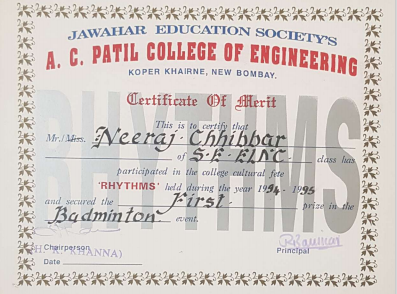 JAWAHAR EDUCATION SOCIETY'S
A. C. PATIL COLLEGE OF ENGINEERING
KOPER KHAIRNE, NEW BOMBAY.
Certificate Of Merit
This is to certify that
Mr./Miss. Neeraj Chhibbar
of S.E ELNC class has
participated in the college cultural fete
'RHYTHMS' held during the year 1994-1995
and secured the First prize in the
Badminton event.
RHYTHMS
Chairperson
KHANNA)
Principal
Date